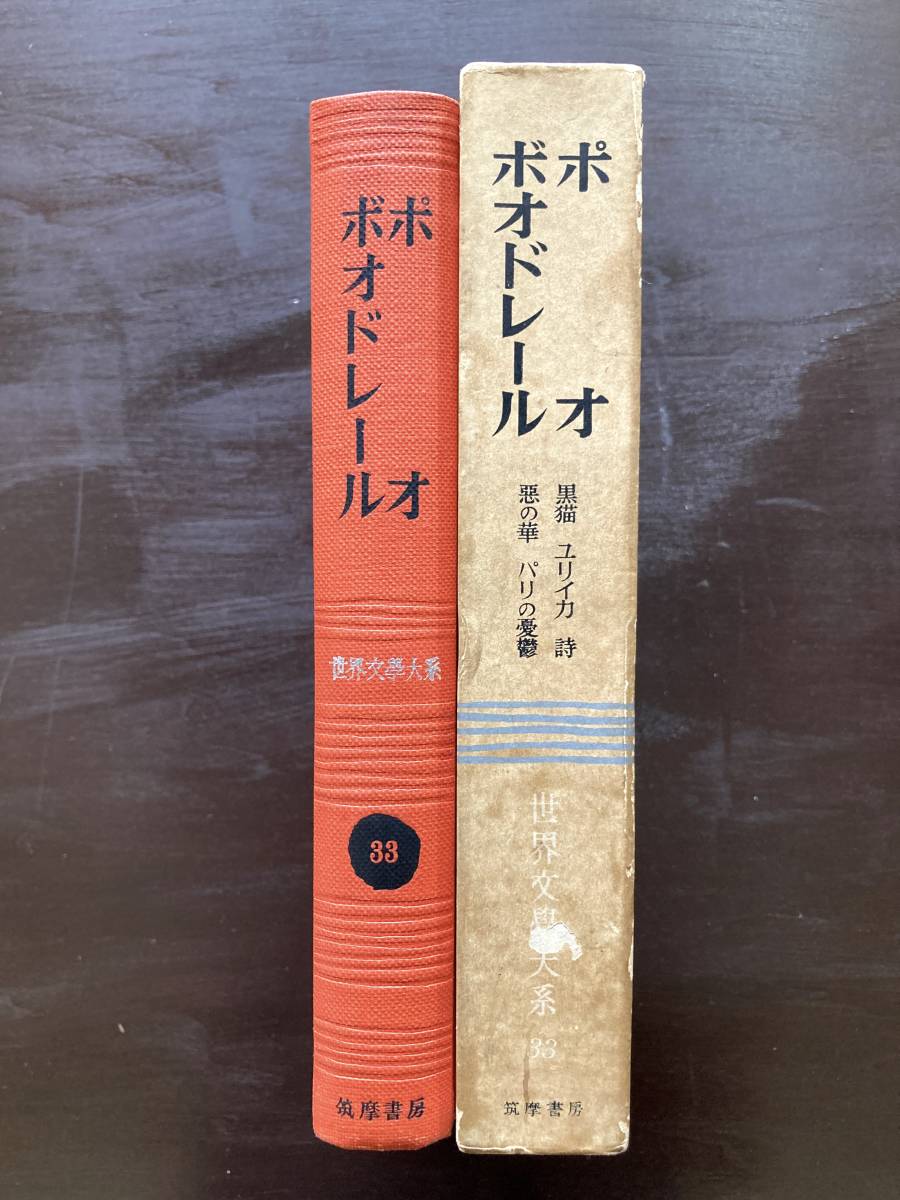 ポオ
ボオドレール
世界文學大系
33
筑摩書房
ポオ
ボオドレール
黒猫 ユリイカ 詩
惡の華 パリの憂鬱
世界文學大系
33
筑摩書房